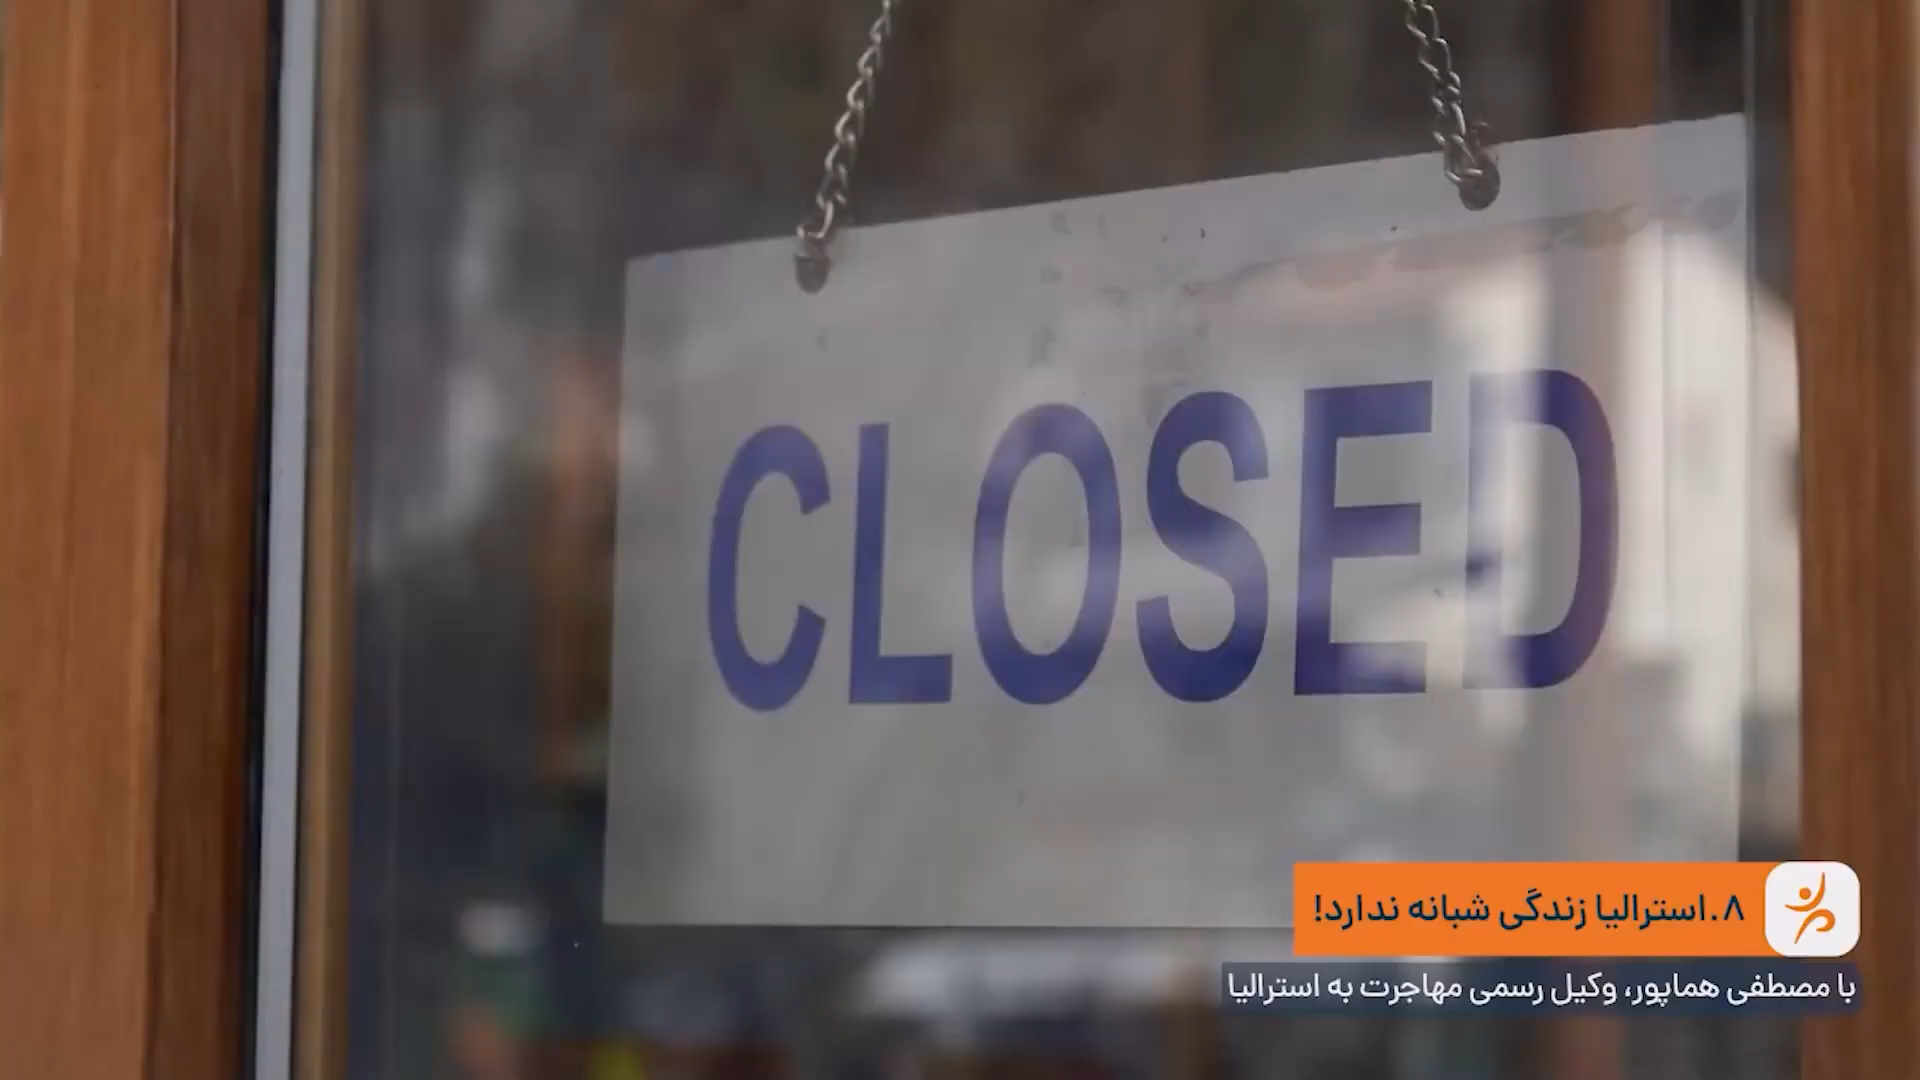 CLOSED
۸.استرالیا زندگی شبانه ندارد!
با مصطفی هماپور، وکیل رسمی مهاجرت به استرالیا